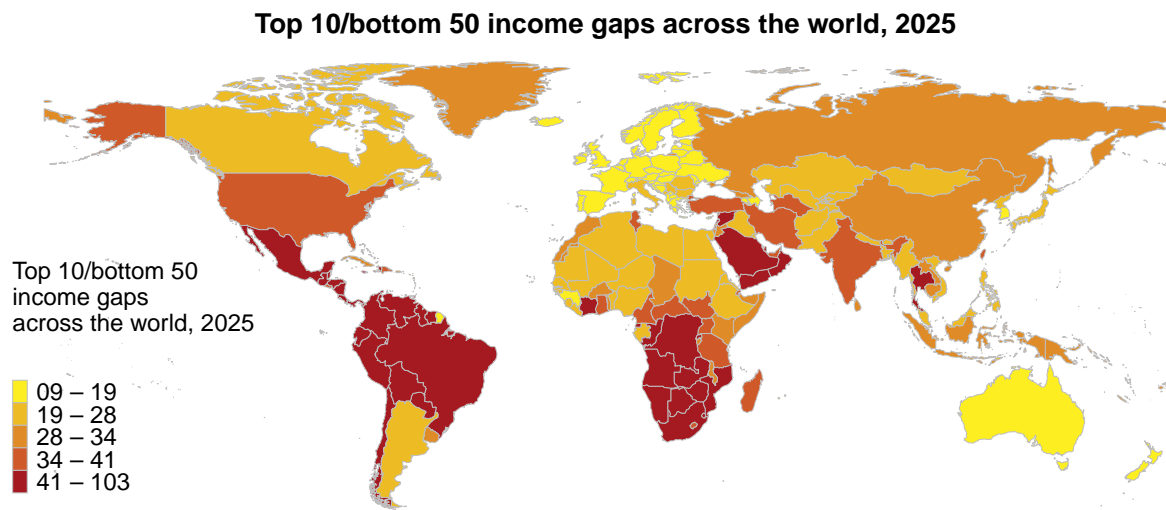 Top 10/bottom 50 income gaps across the world, 2025
Top 10/bottom 50
income gaps
across the world, 2025
09 – 19
19 – 28
28 – 34
34 – 41
41 – 103